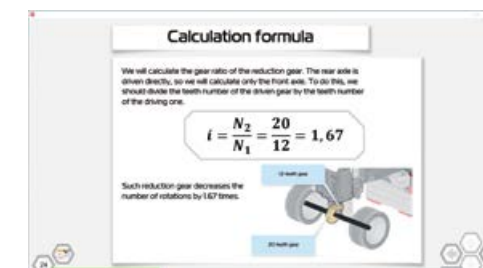 Calculation formula
We will calculate the gear ratio of the reduction gear. The rear axle is
driven directly, so we will calculate only the front axle. To do this, we
should divide the teeth number of the driven gear by the teeth number
of the driving one.
i = N₂/N₁ = 20/12 = 1,67
12-teeth gear
Such reduction gear decreases the
number of rotations by 1.67 times.
20 teeth gear
24